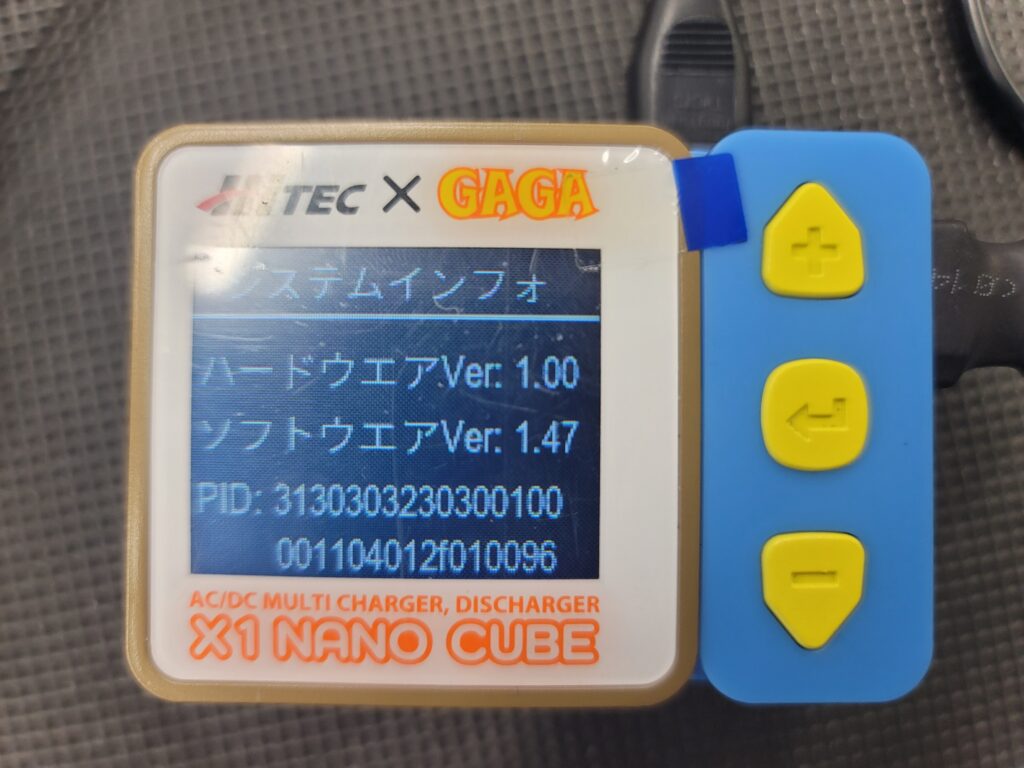 HiTEC X GAGA
システムインフォ
ハードウエアVer: 1.00
ソフトウエアVer: 1.47
PID: 3130303230300100
001104012f010096
AC/DC MULTI CHARGER, DISCHARGER
X1 NANO CUBE